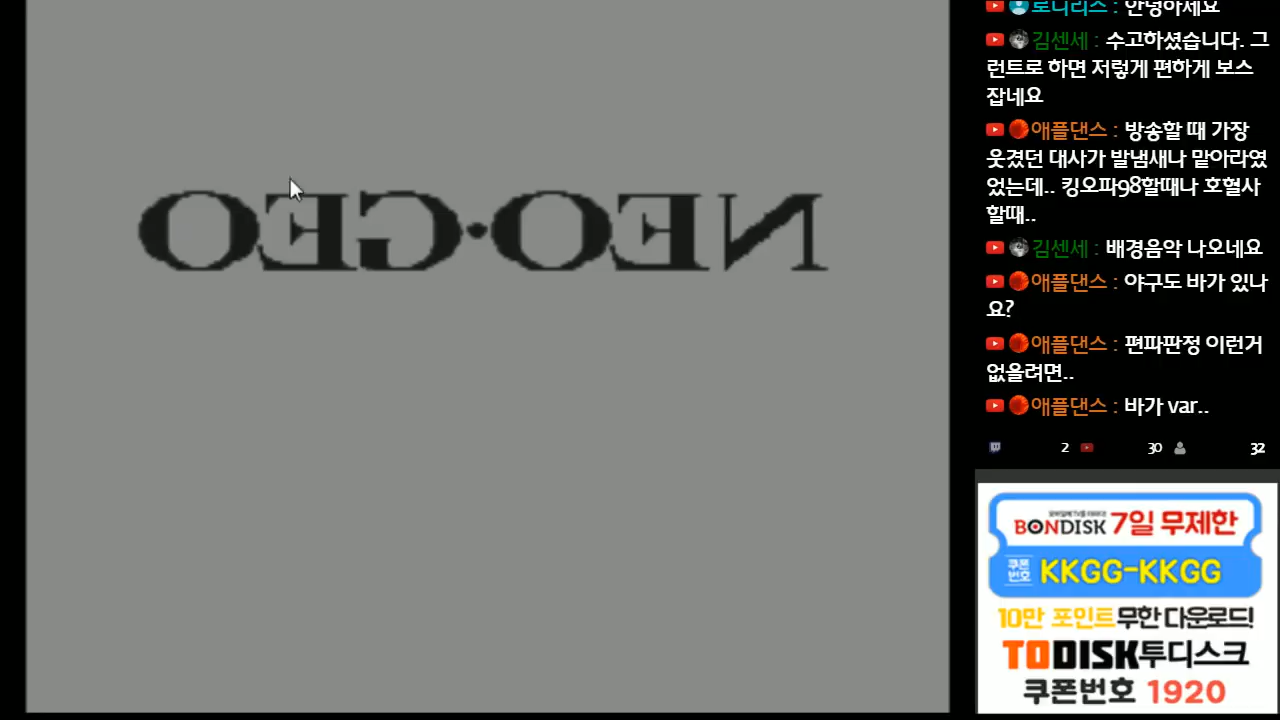 NEO·GEO
로니리스 : 안녕하세요
김센세 : 수고하셨습니다. 그
런트로 하면 저렇게 편하게 보스
잡네요
애플댄스 : 방송할 때 가장
웃겼던 대사가 발냄새나 맡아라였
었는데.. 킹오파98할때나 호혈사
할때..
김센세 : 배경음악 나오네요
애플댄스 : 야구도 바가 있나
요?
애플댄스 : 편파판정 이런거
없을려면..
애플댄스 : 바가 var..
2 30 32
BONDISK 7일 무제한
쿠폰
번호 KKGG-KKGG
10만 포인트 무한 다운로드!
TODISK투디스크
쿠폰번호 1920